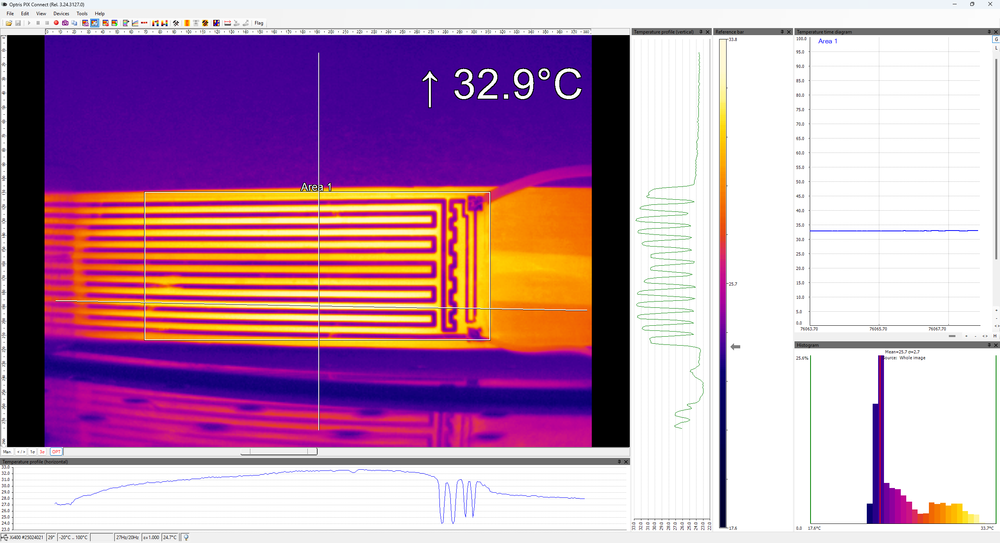 Optris PIX Connect (Rel. 3.24.3127.0)
File Edit View Devices Tools Help
Flag
0 10 20 30 40 50 60 70 80 90 100 110 120 130 140 150 160 170 180 190 200 210 220 230 240 250 260 270 280 290 300 310 320 330 340 350 360 370 380
0 10 20 30 40 50 60 70 80 90 100 110 120 130 140 150 160 170 180 190 200 210 220 230 240 250 260 270 280 290
↑ 32.9°C
Area 1
Man. </> 1σ 3σ OPT
Temperature profile (horizontal)
33.0
32.0
31.0
30.0
29.0
28.0
27.0
26.0
25.0
24.0
23.0
Temperature profile (vertical)
33.0 32.0 31.0 30.0 29.0 28.0 27.0 26.0 25.0 24.0 23.0 22.0
Reference bar
33.8
25.7
17.6
Temperature time diagram
Area 1
G
L
100.0
95.0
90.0
85.0
80.0
75.0
70.0
65.0
60.0
55.0
50.0
45.0
40.0
35.0
30.0
25.0
20.0
15.0
10.0
5.0
0.0
76063.70 76065.70 76067.70
+
-
<>
+ - <> H
Histogram
Mean=25.7 σ=2.7
Source: Whole image
25.6%
0.0 17.6°C 33.7°C
Xi400 #25024021 29° -20°C .. 100°C 27Hz/20Hz ε=1.000 24.7°C